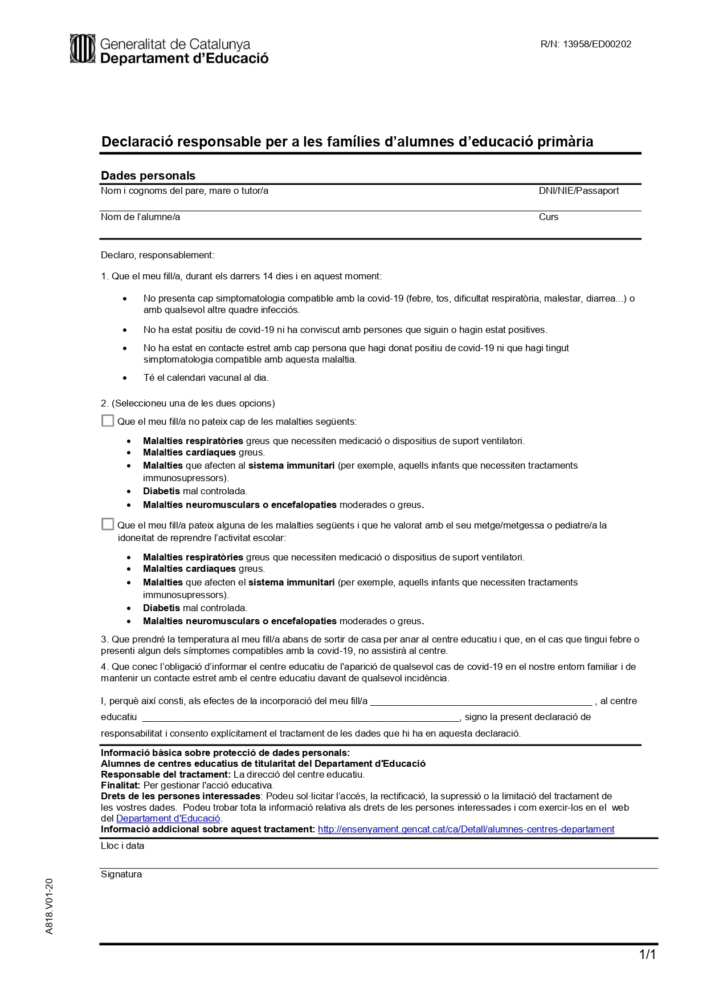 Generalitat de Catalunya
Departament d’Educació
R/N: 13958/ED00202
Declaració responsable per a les famílies d’alumnes d’educació primària
Dades personals
Nom i cognoms del pare, mare o tutor/a DNI/NIE/Passaport
Nom de l’alumne/a Curs
Declaro, responsablement:
1. Que el meu fill/a, durant els darrers 14 dies i en aquest moment:
• No presenta cap simptomatologia compatible amb la covid-19 (febre, tos, dificultat respiratòria, malestar, diarrea...) o
amb qualsevol altre quadre infecciós.
• No ha estat positiu de covid-19 ni ha conviscut amb persones que siguin o hagin estat positives.
• No ha estat en contacte estret amb cap persona que hagi donat positiu de covid-19 ni que hagi tingut
simptomatologia compatible amb aquesta malaltia.
• Té el calendari vacunal al dia.
2. (Seleccioneu una de les dues opcions)
Que el meu fill/a no pateix cap de les malalties següents:
• Malalties respiratòries greus que necessiten medicació o dispositius de suport ventilatori.
• Malalties cardíaques greus.
• Malalties que afecten al sistema immunitari (per exemple, aquells infants que necessiten tractaments
immunosupressors).
• Diabetis mal controlada.
• Malalties neuromusculars o encefalopaties moderades o greus.
Que el meu fill/a pateix alguna de les malalties següents i que he valorat amb el seu metge/metgessa o pediatre/a la
idoneïtat de reprendre l’activitat escolar:
• Malalties respiratòries greus que necessiten medicació o dispositius de suport ventilatori.
• Malalties cardíaques greus.
• Malalties que afecten el sistema immunitari (per exemple, aquells infants que necessiten tractaments
immunosupressors).
• Diabetis mal controlada.
• Malalties neuromusculars o encefalopaties moderades o greus.
3. Que prendré la temperatura al meu fill/a abans de sortir de casa per anar al centre educatiu i que, en el cas que tingui febre o
presenti algun dels símptomes compatibles amb la covid-19, no assistirà al centre.
4. Que conec l’obligació d’informar el centre educatiu de l'aparició de qualsevol cas de covid-19 en el nostre entorn familiar i de
mantenir un contacte estret amb el centre educatiu davant de qualsevol incidència.
I, perquè així consti, als efectes de la incorporació del meu fill/a __________________________________________ , al centre
educatiu ____________________________________________________________, signo la present declaració de
responsabilitat i consento explícitament el tractament de les dades que hi ha en aquesta declaració.
Informació bàsica sobre protecció de dades personals:
Alumnes de centres educatius de titularitat del Departament d'Educació
Responsable del tractament: La direcció del centre educatiu.
Finalitat: Per gestionar l'acció educativa.
Drets de les persones interessades: Podeu sol·licitar l’accés, la rectificació, la supressió o la limitació del tractament de
les vostres dades. Podeu trobar tota la informació relativa als drets de les persones interessades i com exercir-los en el web
del Departament d'Educació.
Informació addicional sobre aquest tractament: http://ensenyament.gencat.cat/ca/Detall/alumnes-centres-departament
Lloc i data
Signatura
A818.V01-20
1/1